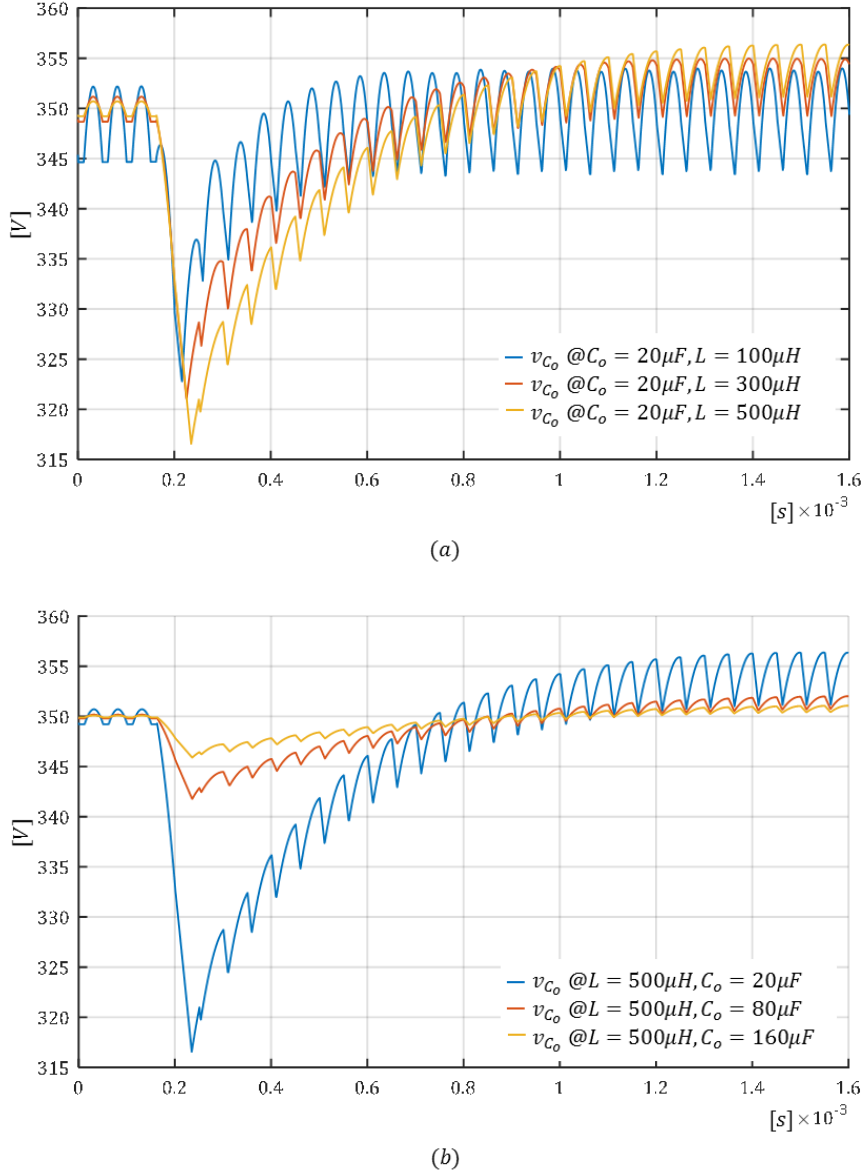 360
355
350
345
340
335
330
325
320
315
[V]
v_{C_o} @C_o = 20μF, L = 100μH
v_{C_o} @C_o = 20μF, L = 300μH
v_{C_o} @C_o = 20μF, L = 500μH
0 0.2 0.4 0.6 0.8 1 1.2 1.4 1.6
[s]×10⁻³
(a)
360
355
350
345
340
335
330
325
320
315
[V]
v_{C_o} @L = 500μH, C_o = 20μF
v_{C_o} @L = 500μH, C_o = 80μF
v_{C_o} @L = 500μH, C_o = 160μF
0 0.2 0.4 0.6 0.8 1 1.2 1.4 1.6
[s]×10⁻³
(b)